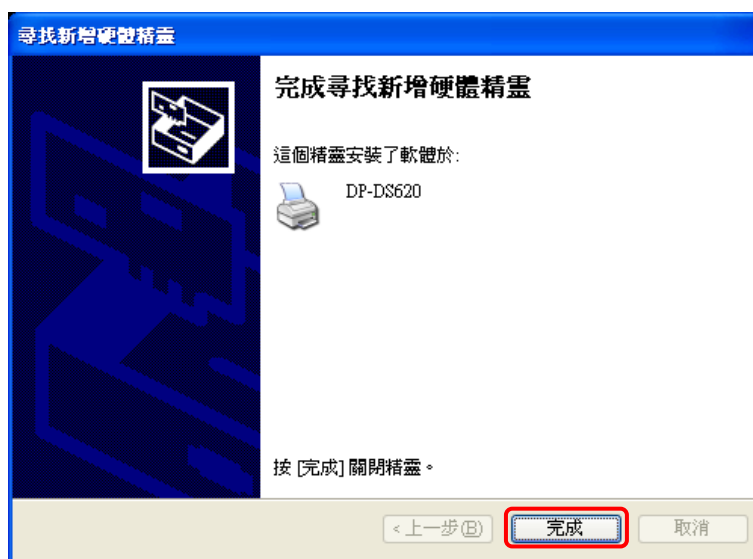 尋找新增硬體精靈
完成尋找新增硬體精靈
這個精靈安裝了軟體於:
DP-DS620
按 [完成] 關閉精靈。
<上一步(B) 完成 取消